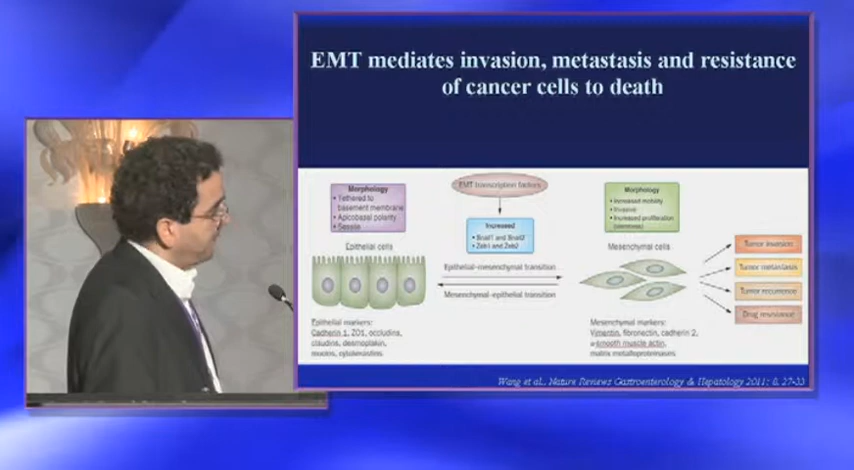 EMT mediates invasion, metastasis and resistance
of cancer cells to death
Morphology
• Tethered to
basement membrane
• Apicobasal polarity
• Sessile
EMT transcription factors
Increased
• Snail1 and Snail2
• Zeb1 and Zeb2
Morphology
• Increased mobility
• Invasive
• Increased proliferation
Epithelial cells
Mesenchymal cells
Epithelial–mesenchymal transition
Mesenchymal–epithelial transition
Tumor invasion
Tumor metastasis
Tumor recurrence
Drug resistance
Epithelial markers:
Cadherin 1, ZO1, occludins,
claudins, desmoplakin,
mucins, cytokeratins
Mesenchymal markers:
Vimentin, fibronectin, cadherin 2,
α-smooth muscle actin,
matrix metalloproteinases
Wang et al., Nature Reviews Gastroenterology & Hepatology 2011; 8, 27-33